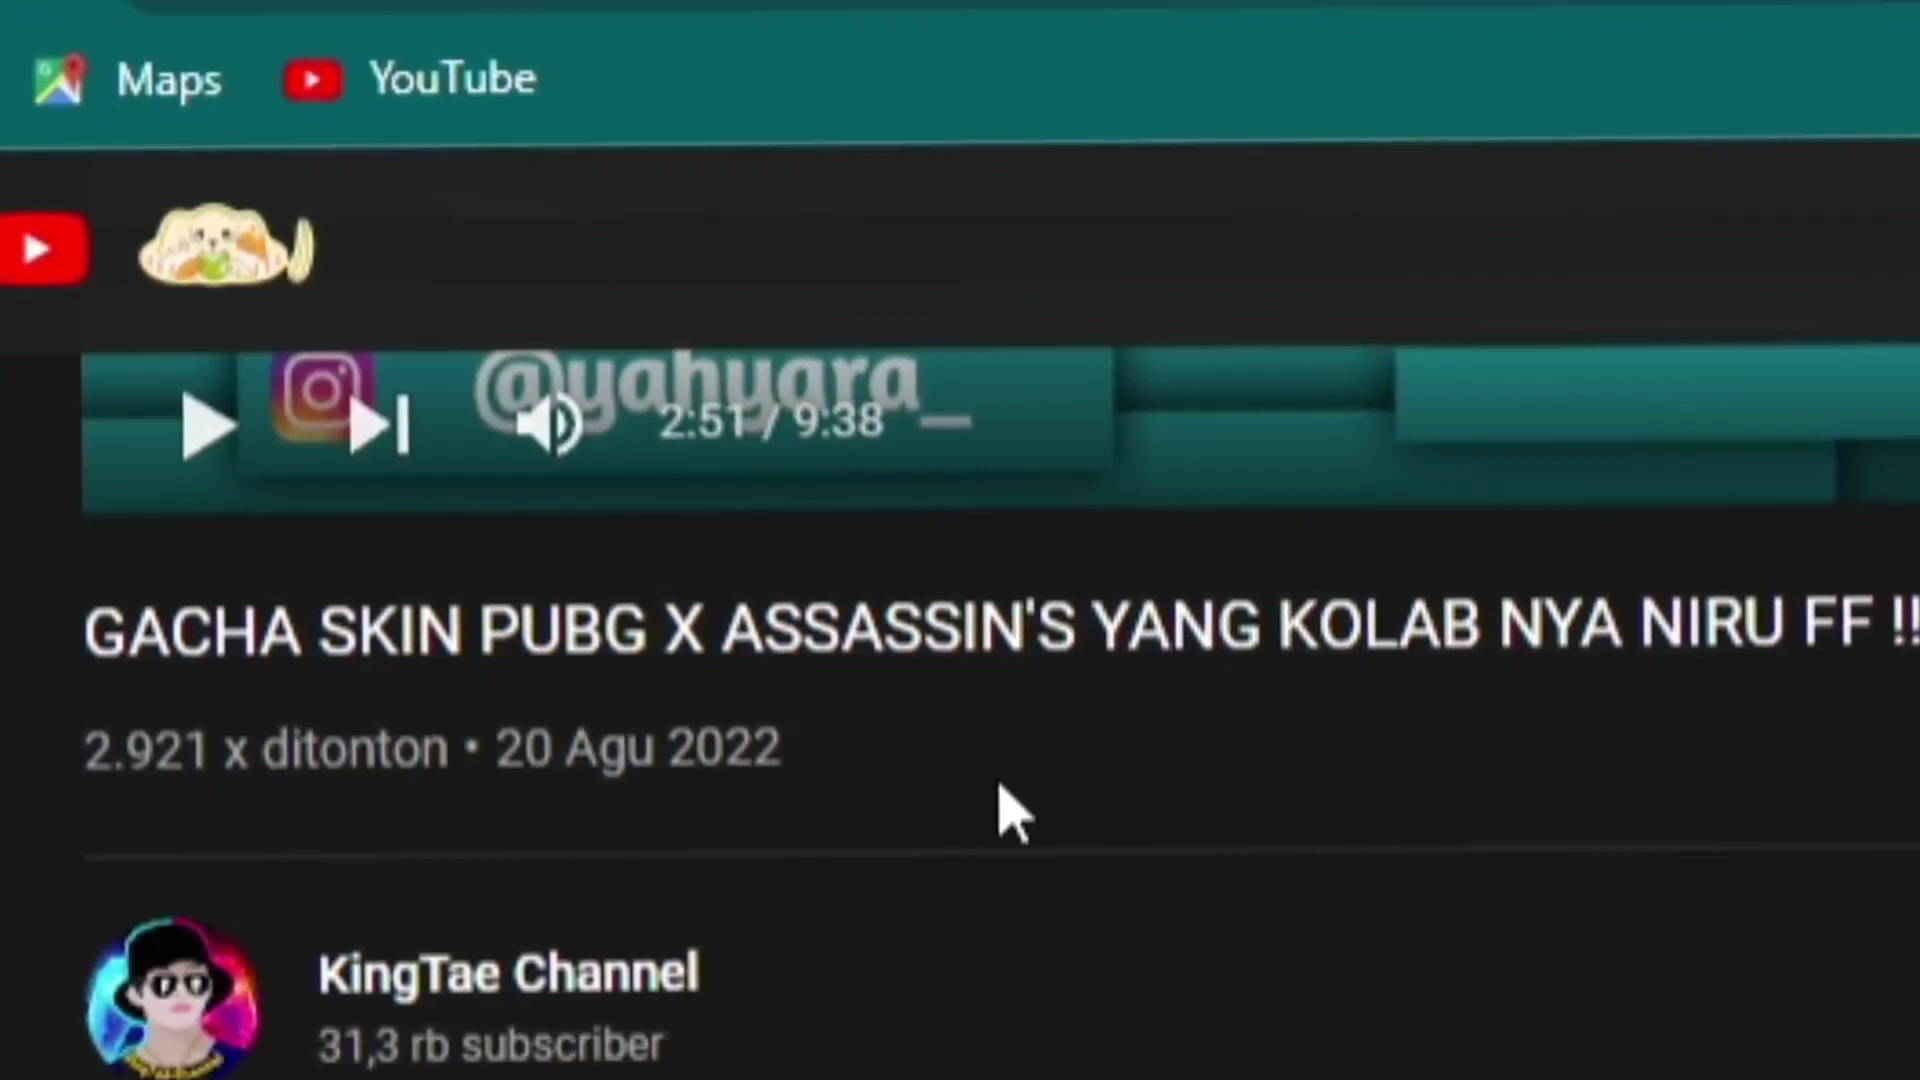 Maps YouTube
@yahyara_
2:51 / 9:38
GACHA SKIN PUBG X ASSASSIN'S YANG KOLAB NYA NIRU FF !!
2.921 x ditonton • 20 Agu 2022
KingTae Channel
31,3 rb subscriber